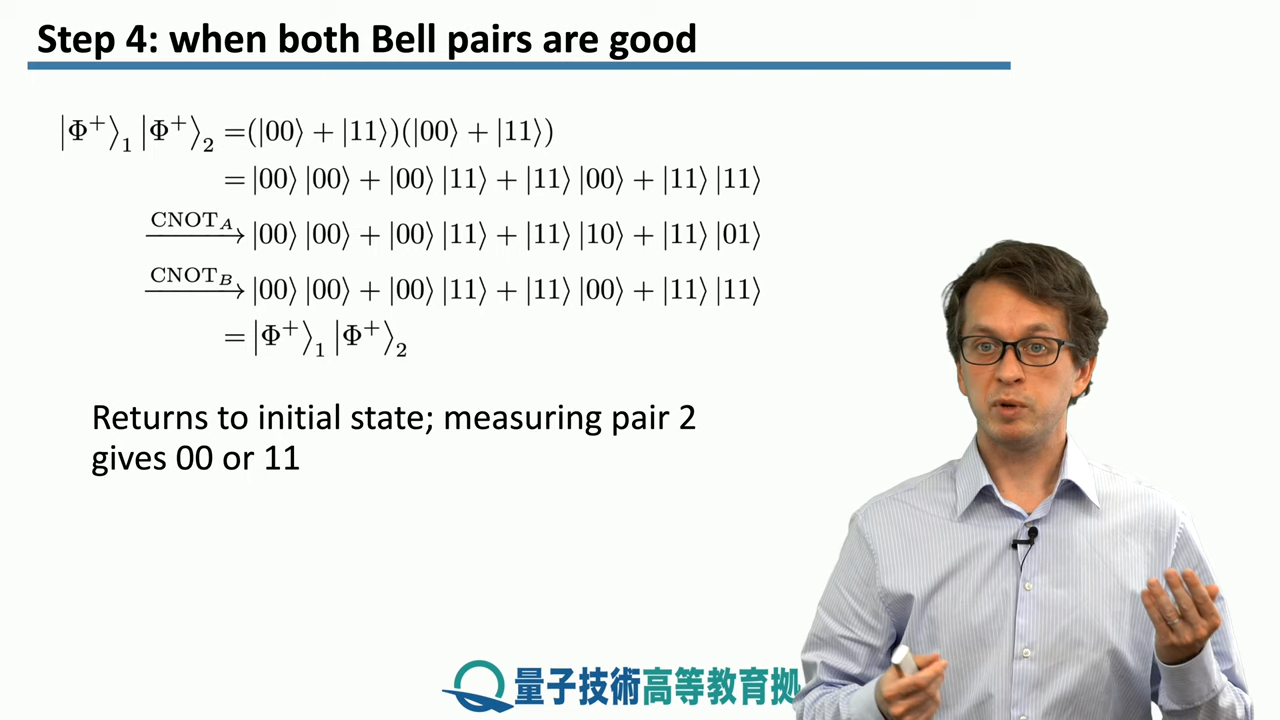 Step 4: when both Bell pairs are good
|Φ⁺⟩₁ |Φ⁺⟩₂ =(|00⟩ + |11⟩)(|00⟩ + |11⟩)
= |00⟩ |00⟩ + |00⟩ |11⟩ + |11⟩ |00⟩ + |11⟩ |11⟩
CNOT_A→ |00⟩ |00⟩ + |00⟩ |11⟩ + |11⟩ |10⟩ + |11⟩ |01⟩
CNOT_B→ |00⟩ |00⟩ + |00⟩ |11⟩ + |11⟩ |00⟩ + |11⟩ |11⟩
= |Φ⁺⟩₁ |Φ⁺⟩₂
Returns to initial state; measuring pair 2
gives 00 or 11
量子技術高等教育拠